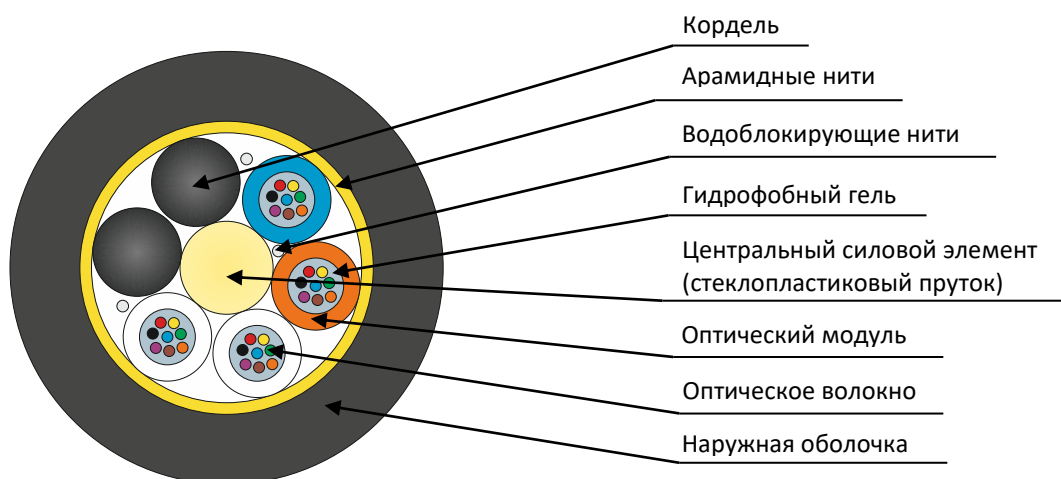 Кордель
Арамидные нити
Водоблокирующие нити
Гидрофобный гель
Центральный силовой элемент
(стеклопластиковый пруток)
Оптический модуль
Оптическое волокно
Наружная оболочка